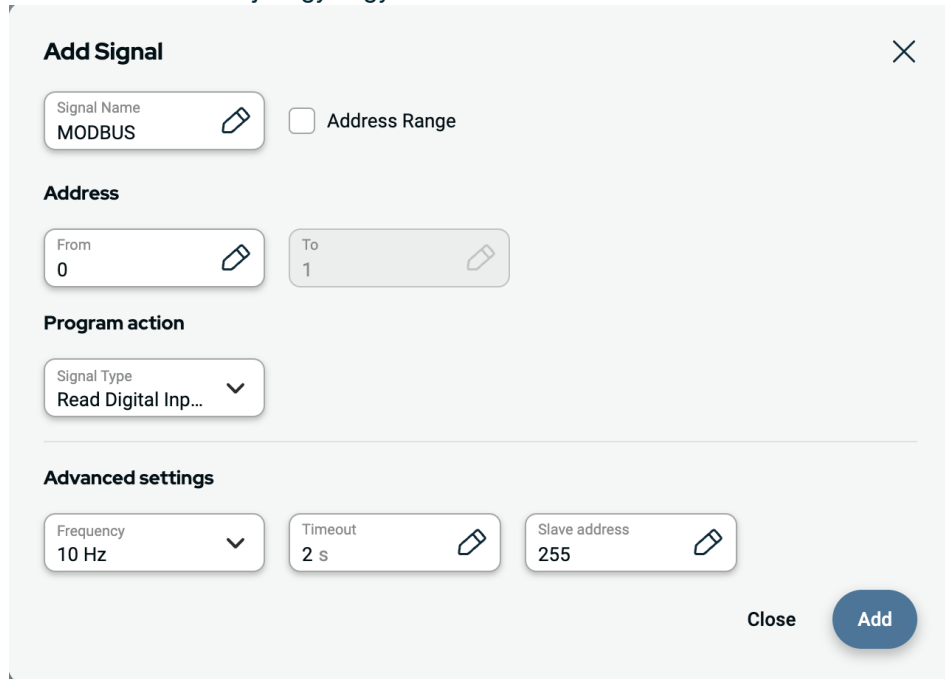 Add Signal
Signal Name
MODBUS
Address Range
Address
From
0
To
1
Program action
Signal Type
Read Digital Inp...
Advanced settings
Frequency
10 Hz
Timeout
2 s
Slave address
255
Close
Add